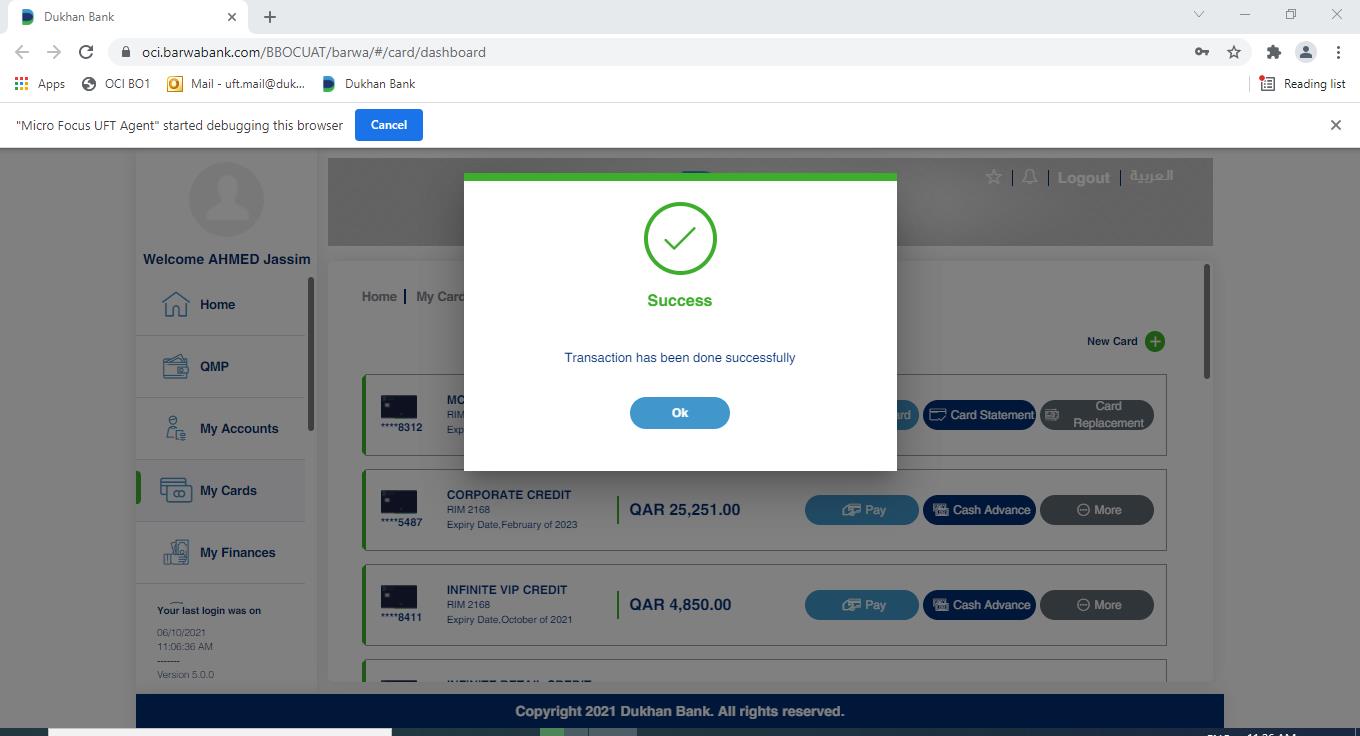 Dukhan Bank
oci.barwabank.com/BBOCUAT/barwa/#/card/dashboard
Apps
OCI BO1
Mail - uft.mail@duk...
Dukhan Bank
Reading list
"Micro Focus UFT Agent" started debugging this browser
Cancel
Logout
العربية
Welcome AHMED Jassim
Home
QMP
My Accounts
My Cards
My Finances
Your last login was on
06/10/2021
11:06:36 AM
-------
Version 5.0.0
Home
My Card
New Card
****8312
MC
RIM
Exp
ard
Card Statement
Card
Replacement
Success
Transaction has been done successfully
Ok
****5487
CORPORATE CREDIT
RIM 2168
Expiry Date,February of 2023
QAR 25,251.00
Pay
Cash Advance
More
****8411
INFINITE VIP CREDIT
RIM 2168
Expiry Date,October of 2021
QAR 4,850.00
Pay
Cash Advance
More
Copyright 2021 Dukhan Bank. All rights reserved.